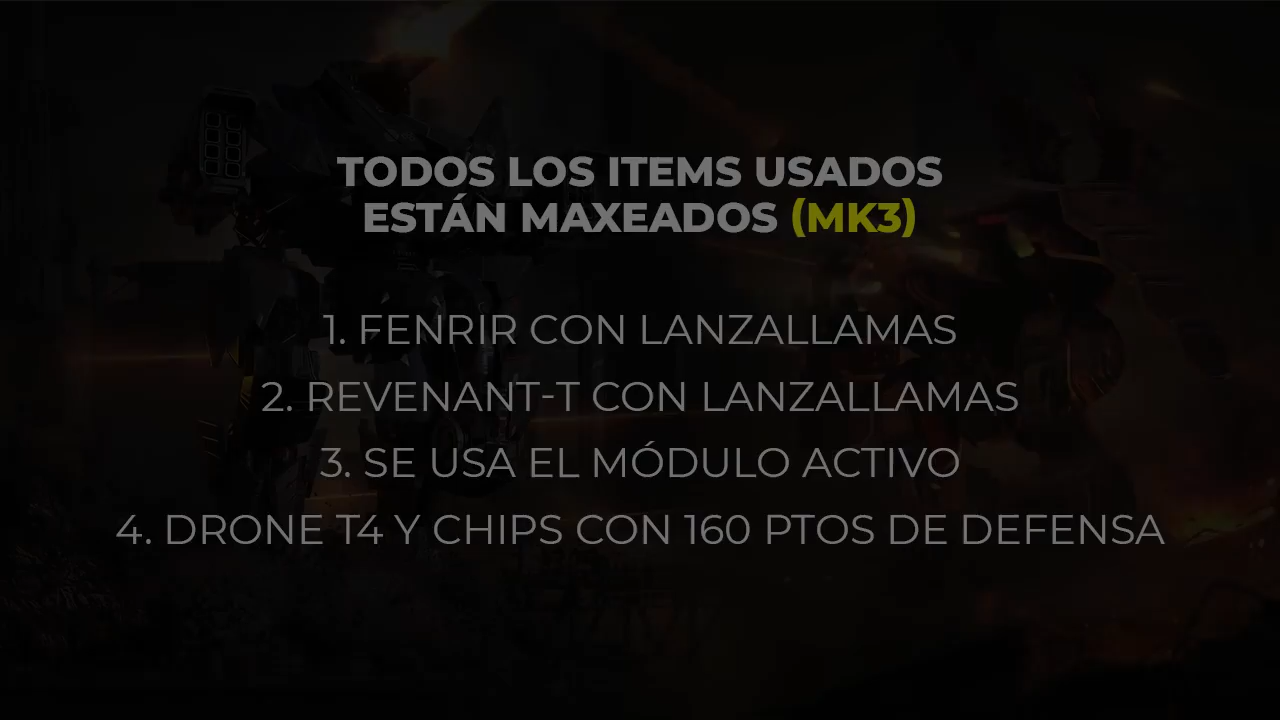 TODOS LOS ITEMS USADOS
ESTÁN MAXEADOS (MK3)
1. FENRIR CON LANZALLAMAS
2. REVENANT-T CON LANZALLAMAS
3. SE USA EL MÓDULO ACTIVO
4. DRONE T4 Y CHIPS CON 160 PTOS DE DEFENSA